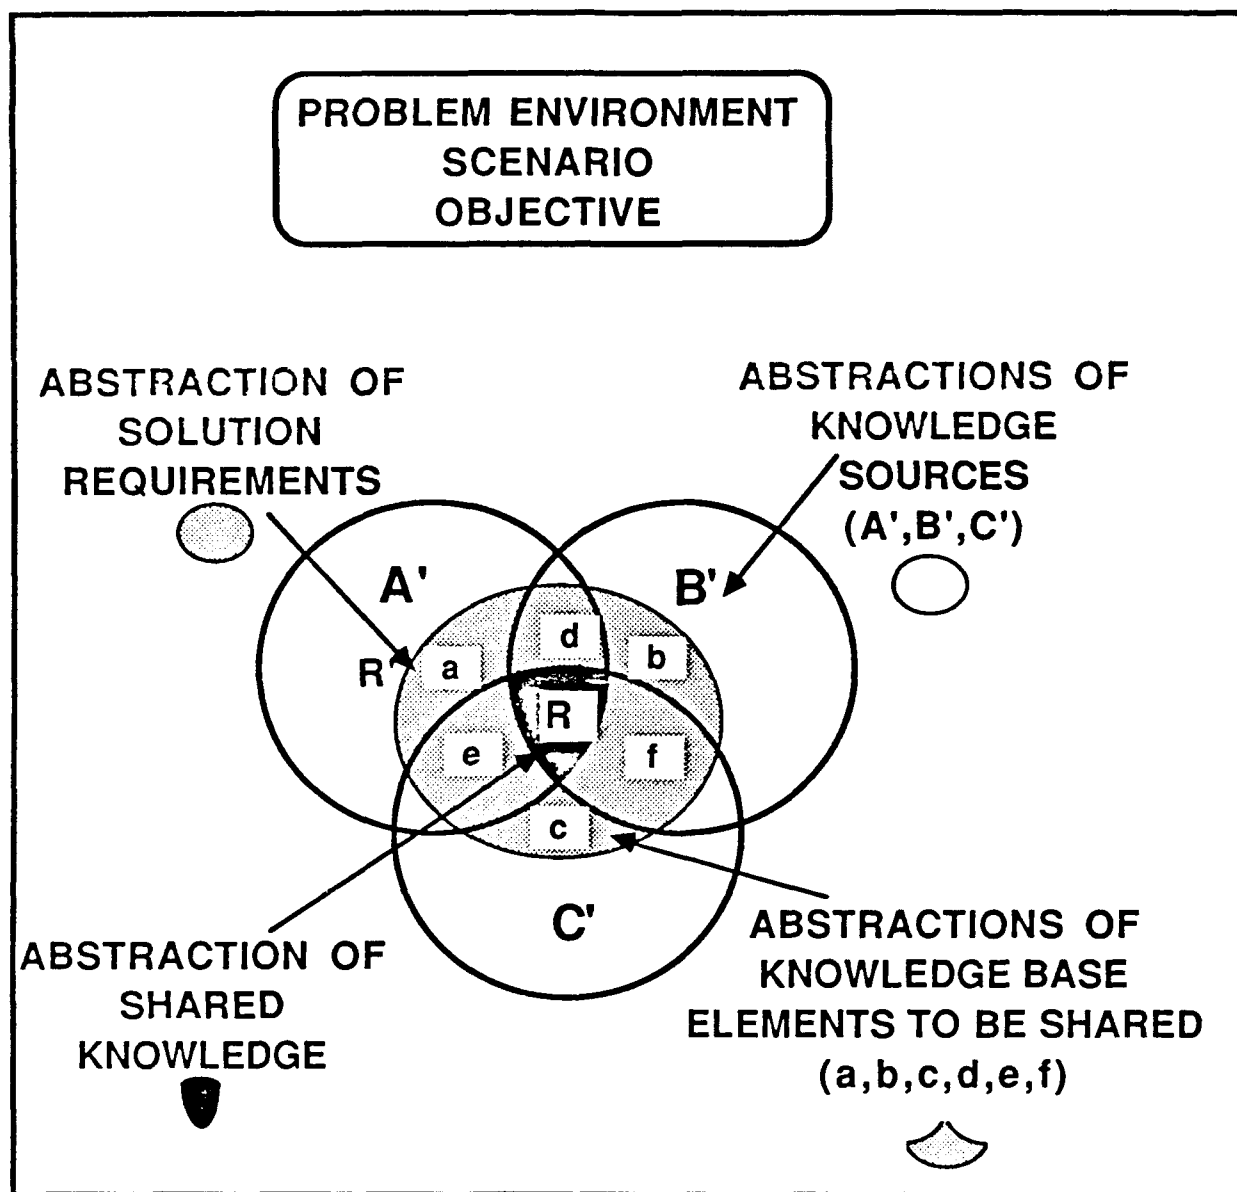 PROBLEM ENVIRONMENT
SCENARIO
OBJECTIVE
ABSTRACTION OF
SOLUTION
REQUIREMENTS
ABSTRACTIONS OF
KNOWLEDGE
SOURCES
(A',B',C')
A'
B'
d
b
R'
a
R
e
f
c
C'
ABSTRACTION OF
SHARED
KNOWLEDGE
ABSTRACTIONS OF
KNOWLEDGE BASE
ELEMENTS TO BE SHARED
(a,b,c,d,e,f)